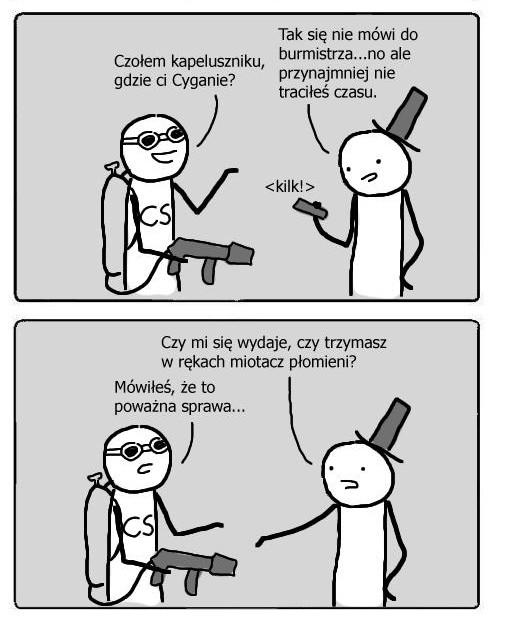 Czołem kapeluszniku,
gdzie ci Cyganie?
Tak się nie mówi do
burmistrza...no ale
przynajmniej nie
traciłeś czasu.
<kilk!>
CS
Czy mi się wydaje, czy trzymasz
w rękach miotacz płomieni?
Mówiłeś, że to
poważna sprawa...
CS